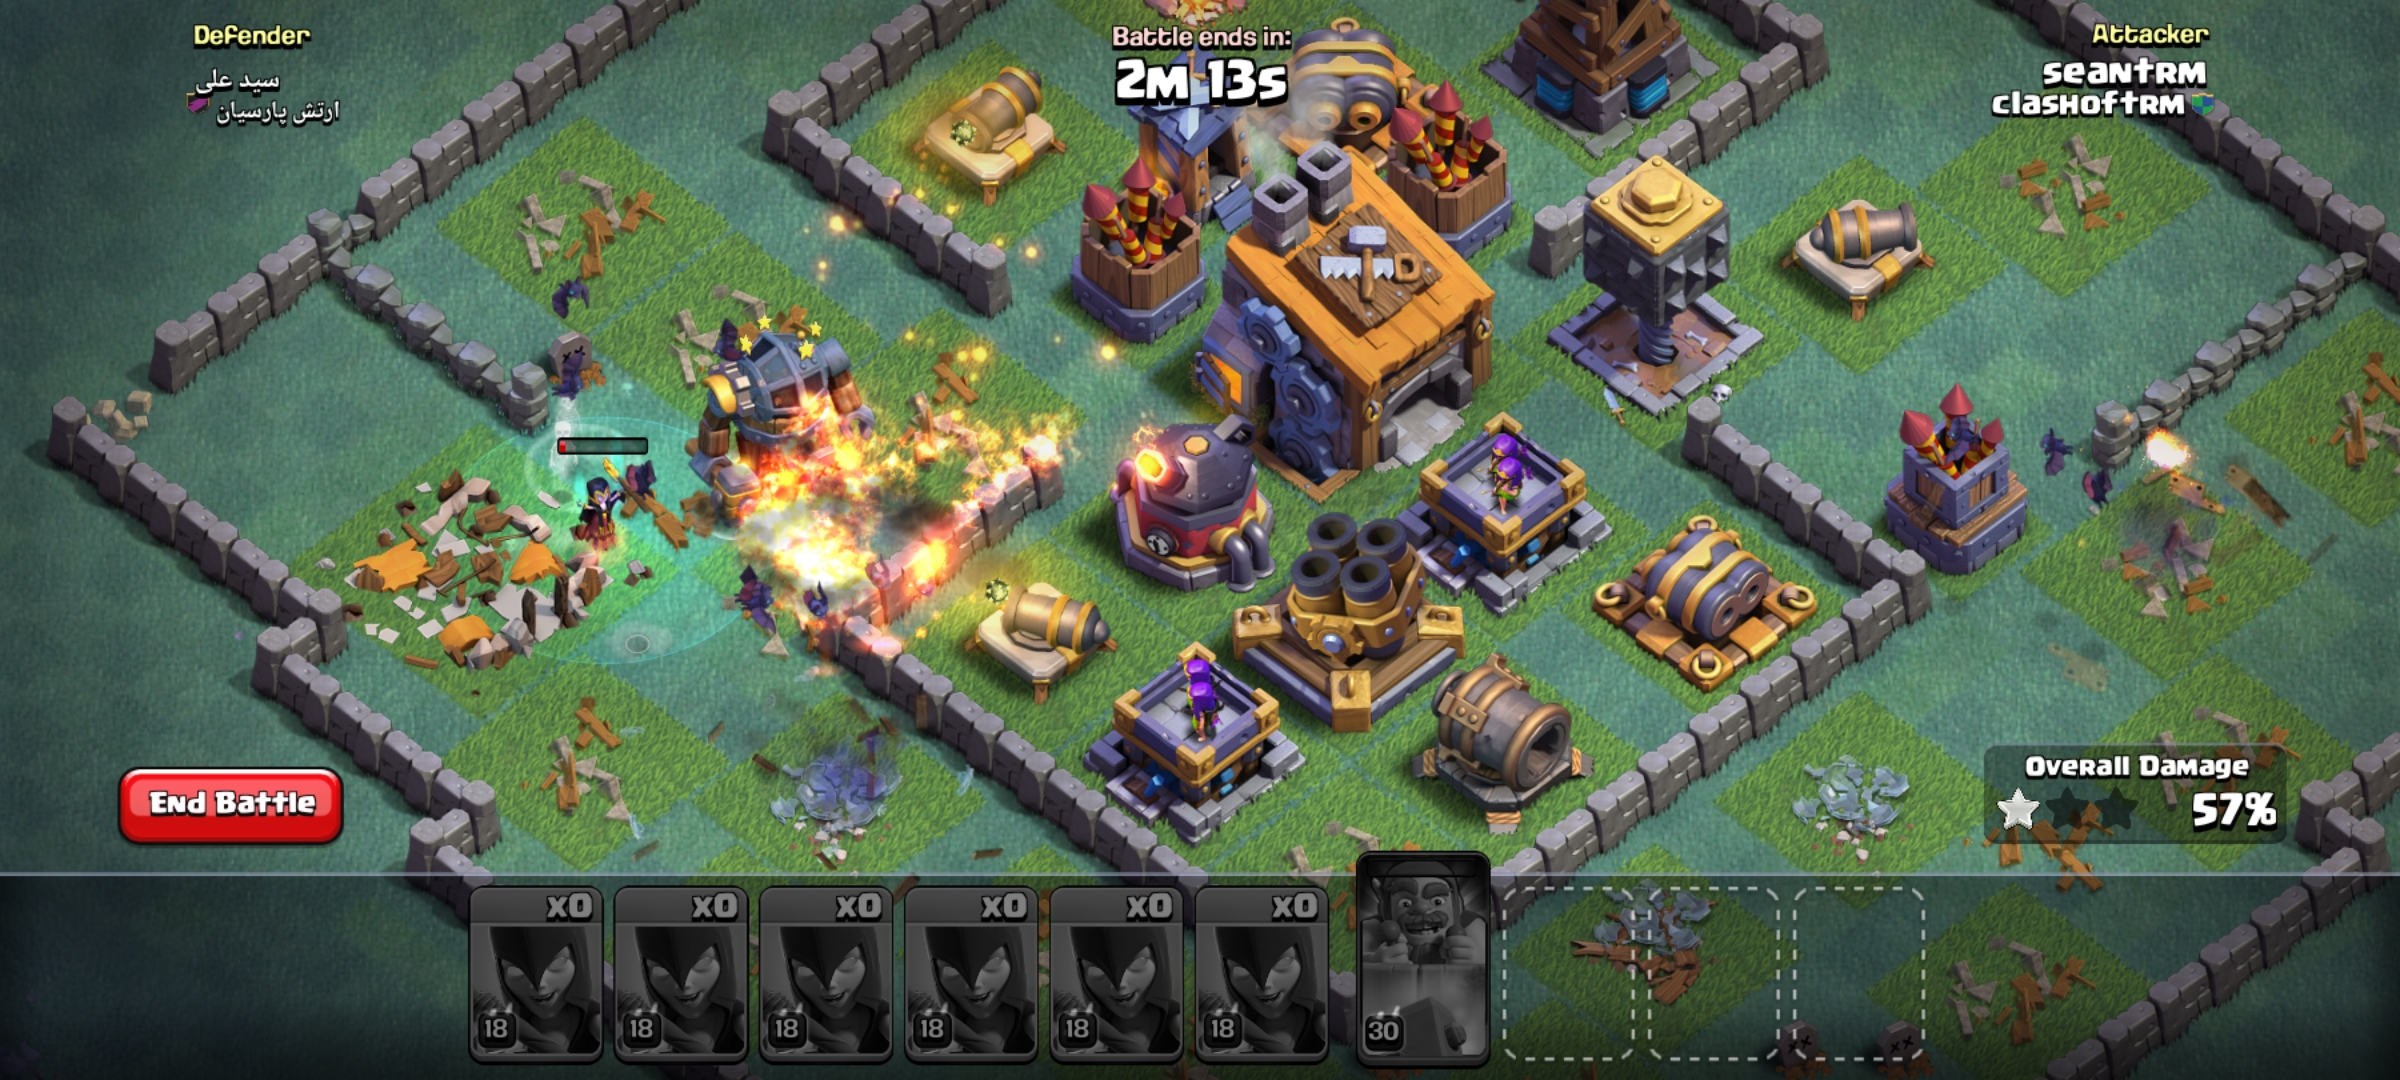 Defender
سید علی
ارتش پارسیان
Battle ends in:
2M 13s
Attacker
seantRM
clashoftRM
End Battle
Overall Damage
57%
x0
x0
x0
x0
x0
x0
18
18
18
18
18
18
30